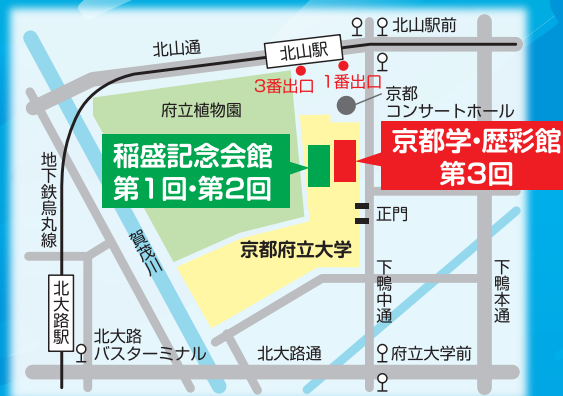 北山通
北山駅
北山駅前
3番出口
1番出口
府立植物園
京都
コンサートホール
稲盛記念会館
第1回・第2回
京都学・歴彩館
第3回
地下鉄烏丸線
賀茂川
正門
京都府立大学
北大路駅
下鴨中通
下鴨本通
北大路
バスターミナル
北大路通
府立大学前